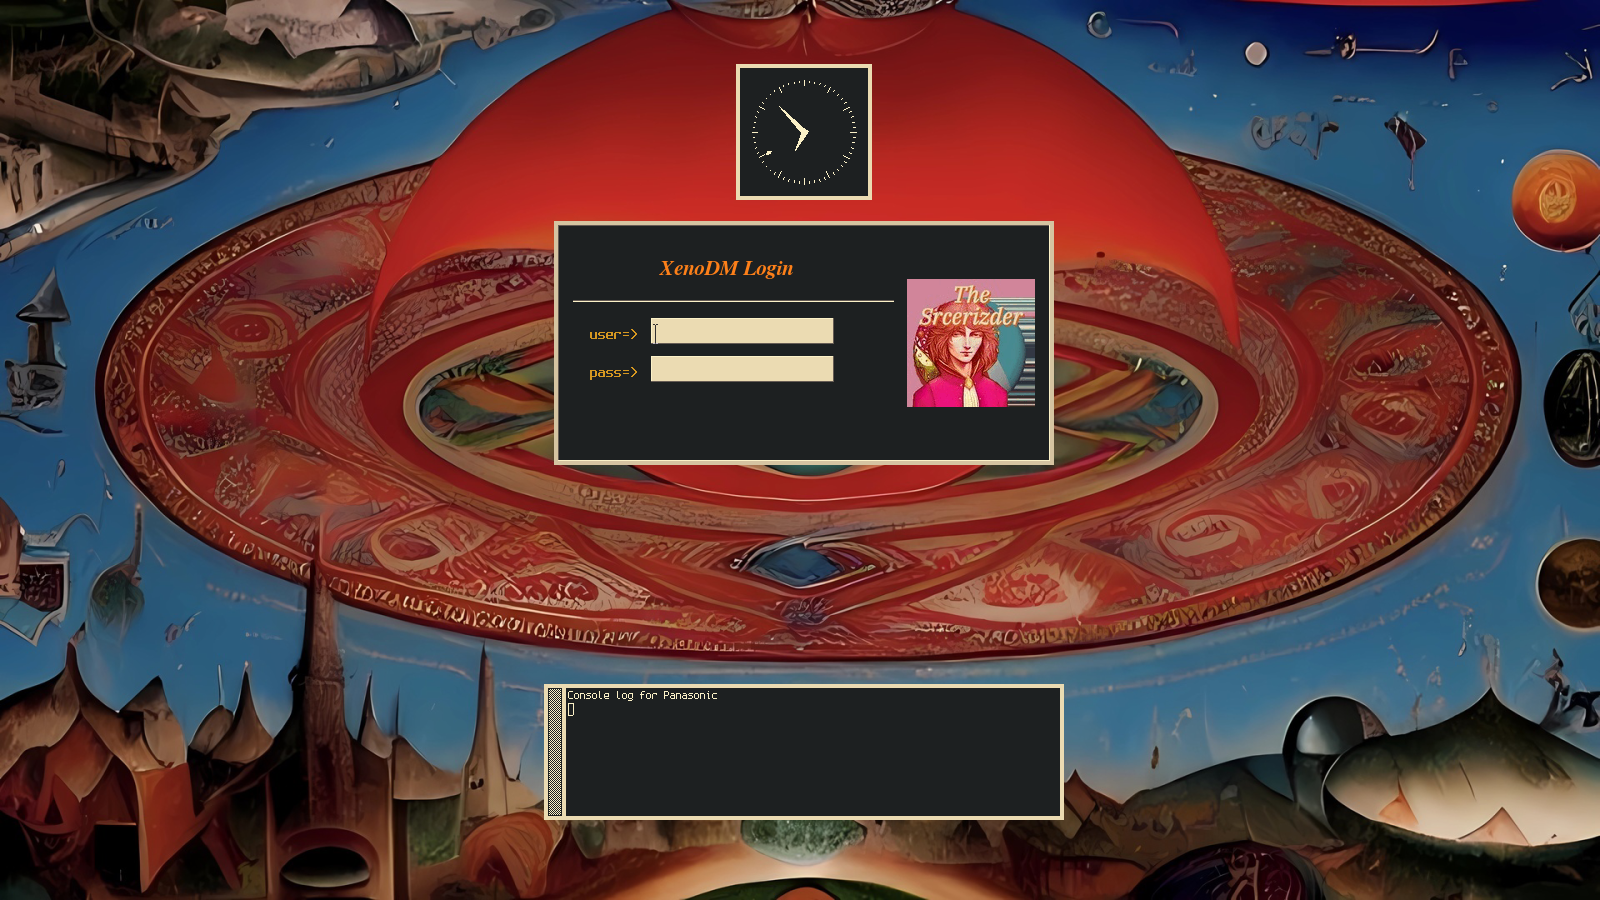 XenoDM Login
The
Srcerizder
user=>
pass=>
Console log for Panasonic